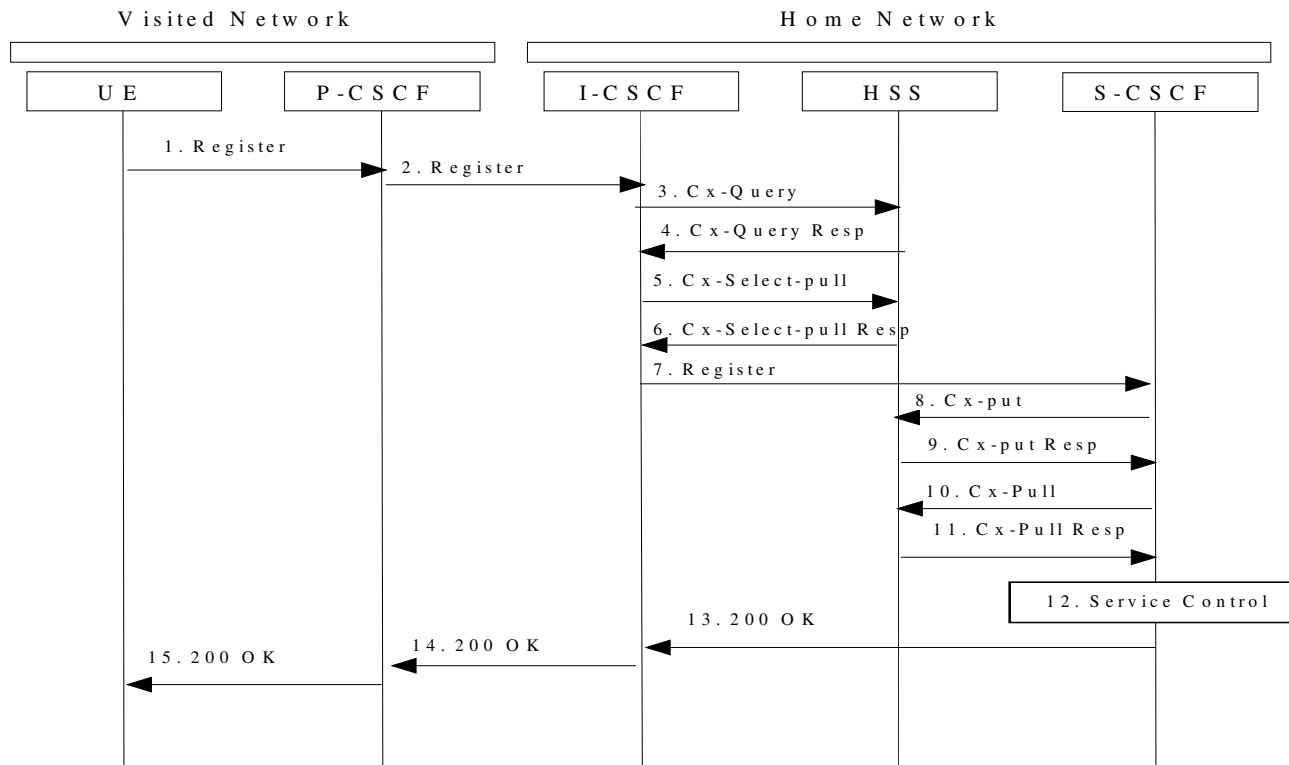 Visited Network
Home Network
UE
P-CSCF
I-CSCF
HSS
S-CSCF
1. Register
2. Register
3. Cx-Query
4. Cx-Query Resp
5. Cx-Select-pull
6. Cx-Select-pull Resp
7. Register
8. Cx-put
9. Cx-put Resp
10. Cx-Pull
11. Cx-Pull Resp
12. Service Control
13. 200 OK
14. 200 OK
15. 200 OK